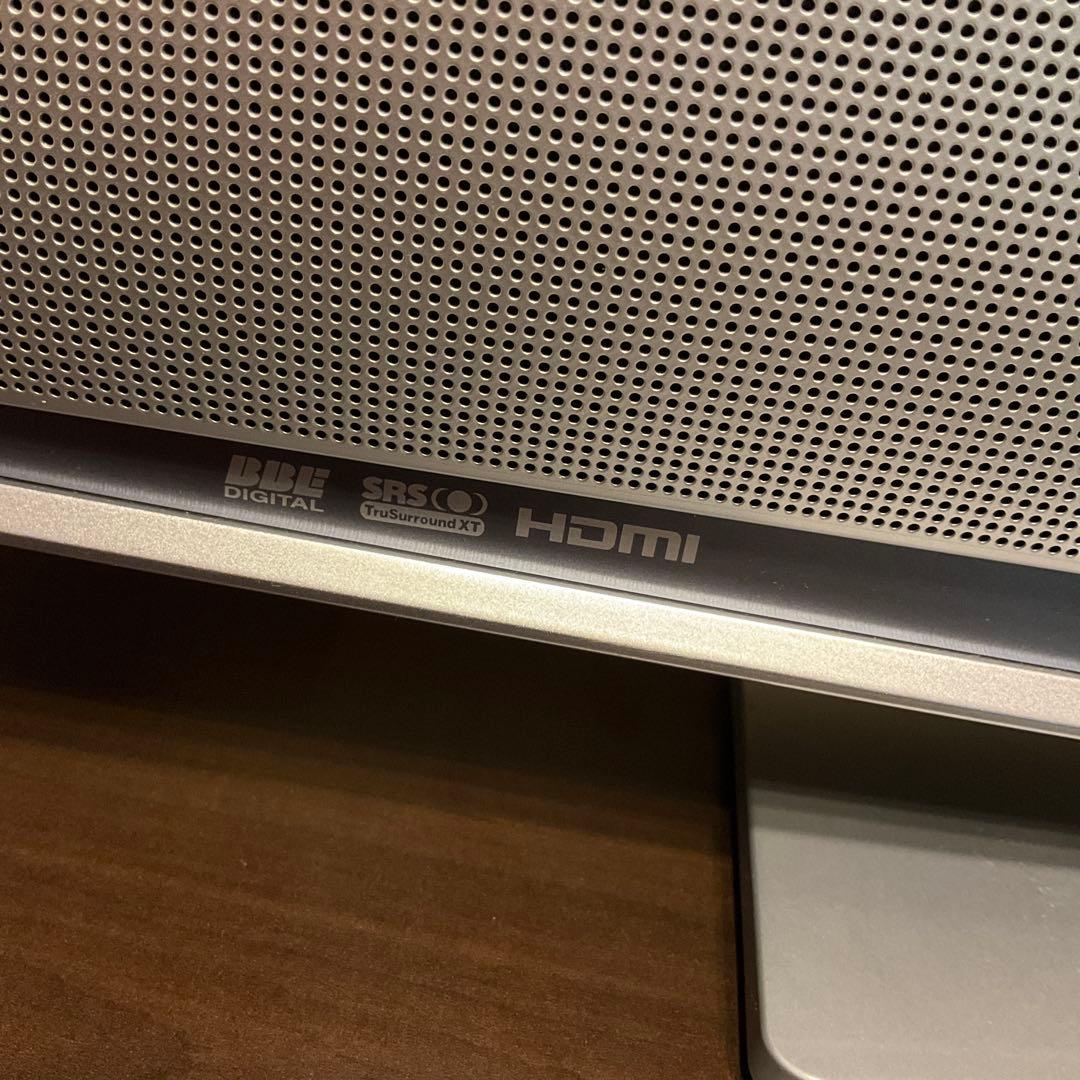 BBE
DIGITAL
SRS
TruSurround XT
HDMI